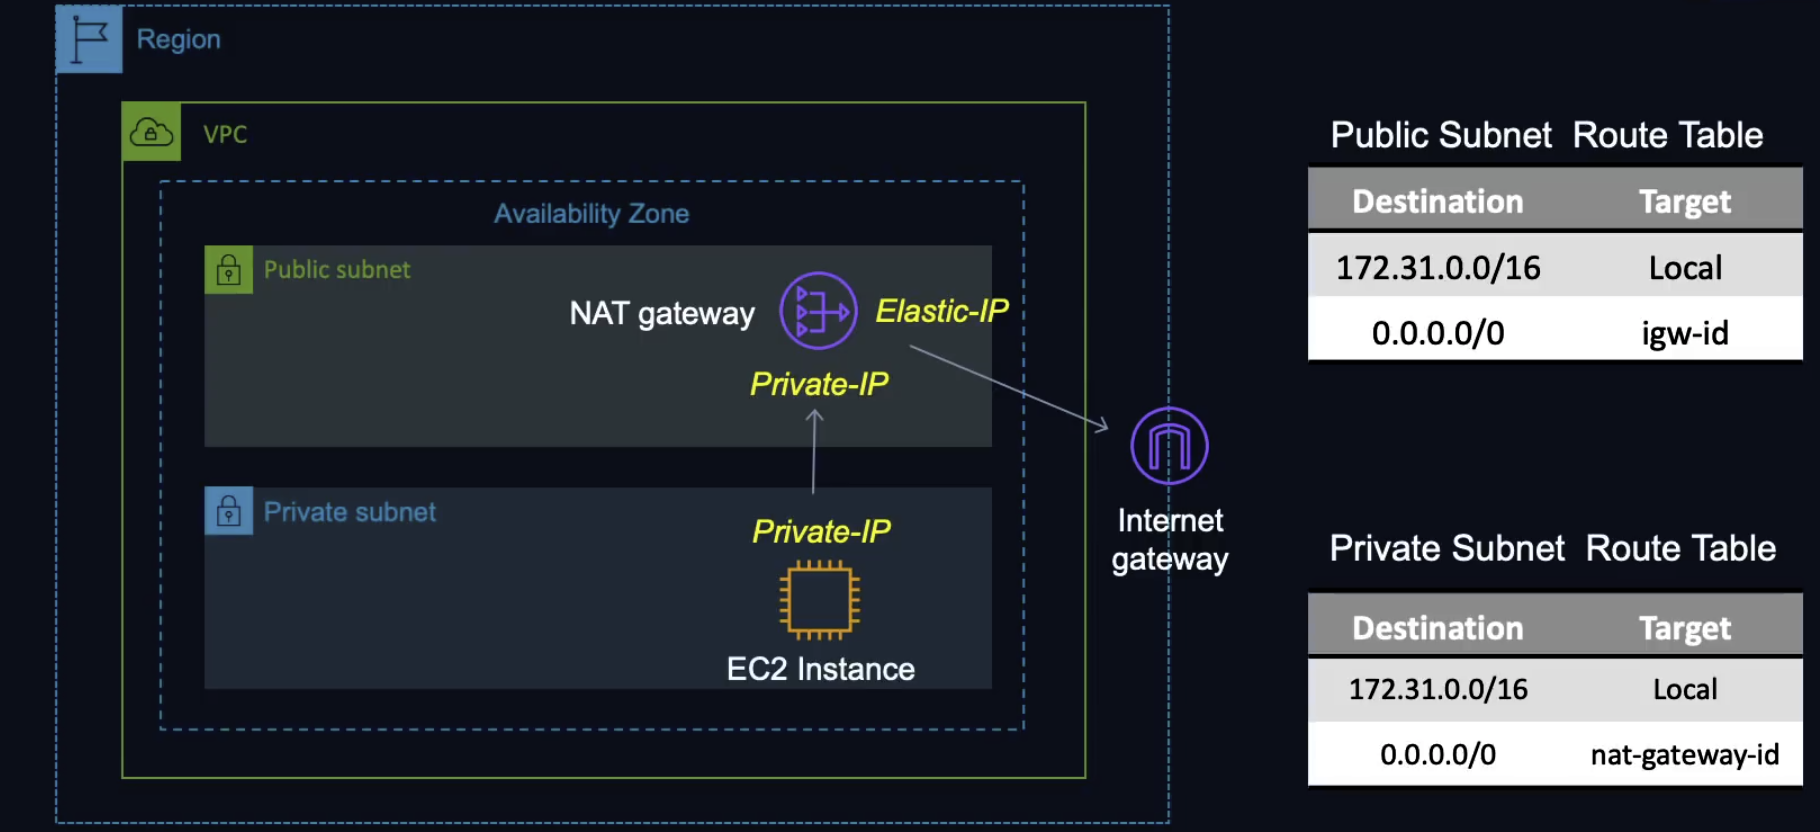 Region
VPC
Availability Zone
Public subnet
NAT gateway
Elastic-IP
Private-IP
Private subnet
Private-IP
EC2 Instance
Internet
gateway
Public Subnet Route Table
Destination Target
172.31.0.0/16 Local
0.0.0.0/0 igw-id
Private Subnet Route Table
Destination Target
172.31.0.0/16 Local
0.0.0.0/0 nat-gateway-id